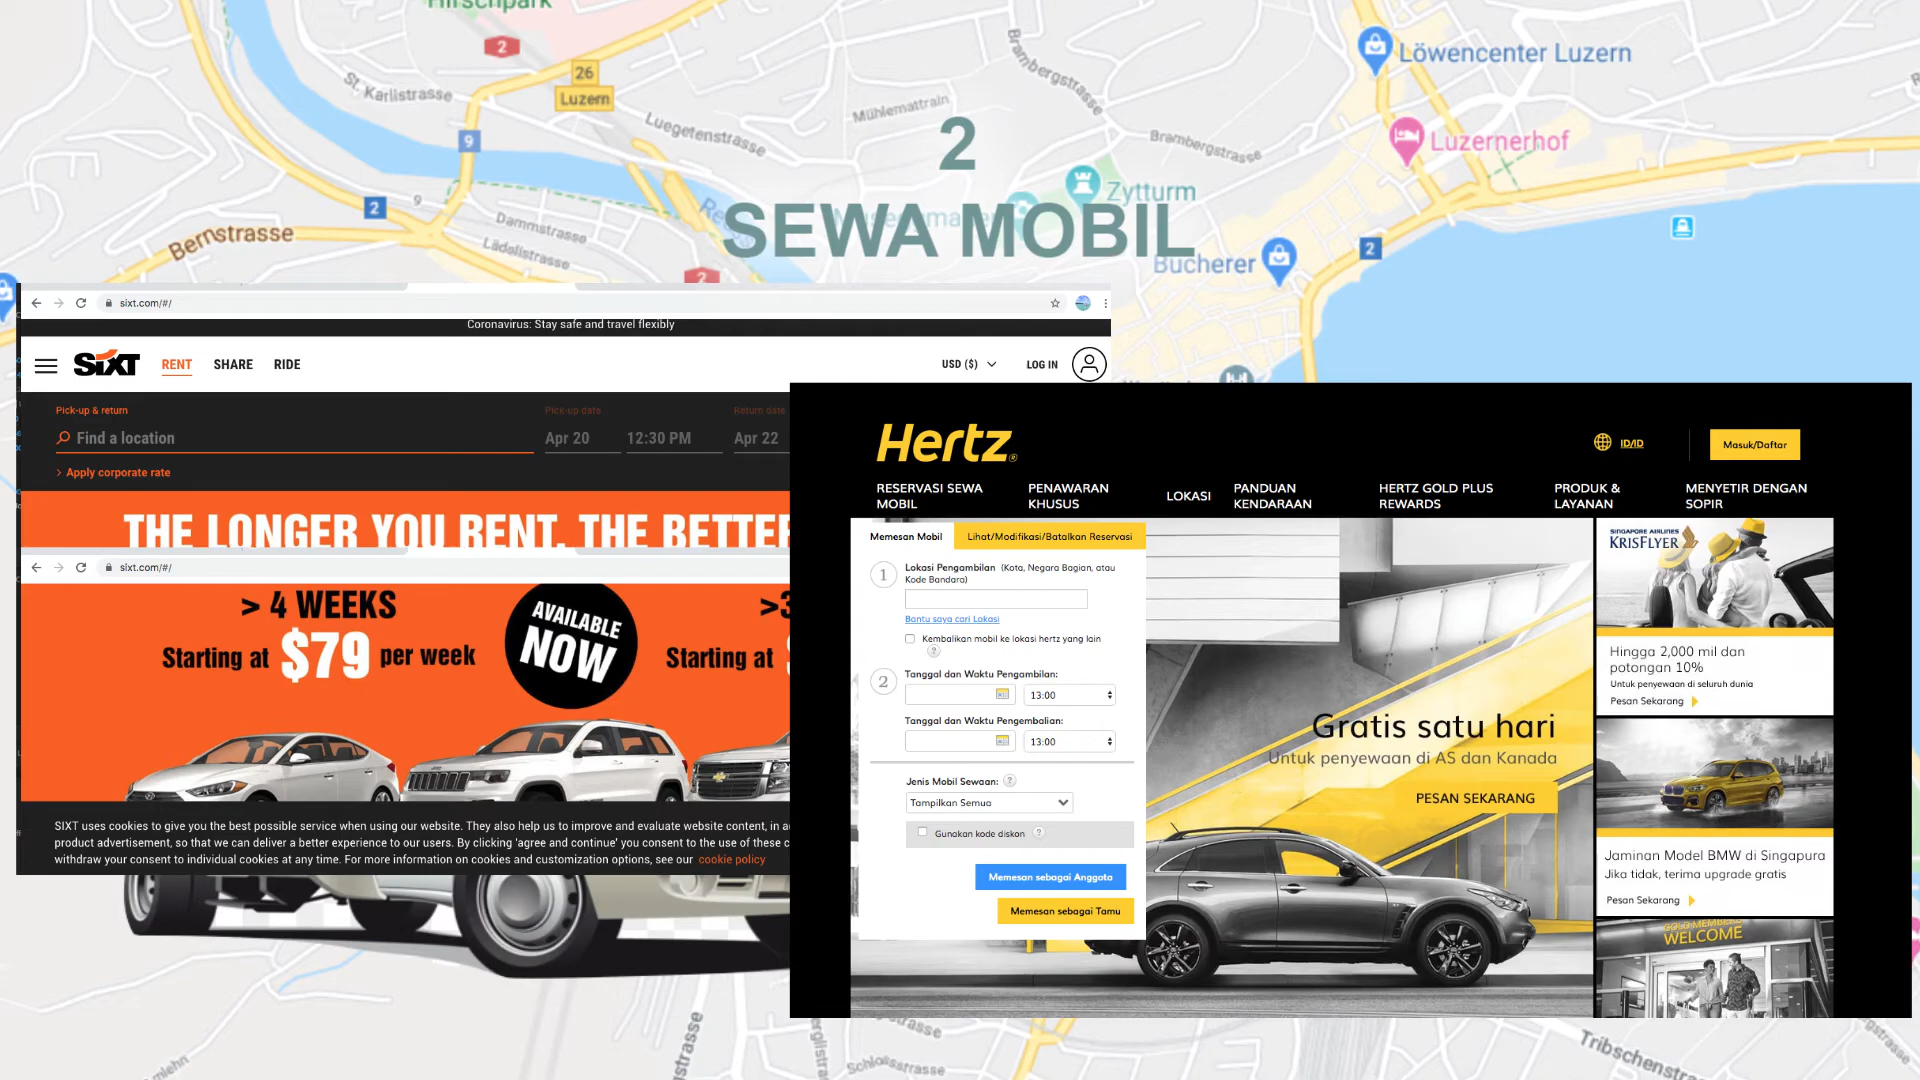 Hirschpark
2
26
Luzern
St. Karlistrasse
9
Luegetenstrasse
Mühlemattrain
Brambergstrasse
Brambergstrasse
Löwencenter Luzern
Luzernerhof
Zytturm
2
9
Dammstrasse
Lädelistrasse
Bernstrasse
2
Bucherer
2
2
SEWA MOBIL
sixt.com/#/
Coronavirus: Stay safe and travel flexibly
SiXT
RENT
SHARE
RIDE
USD ($)
LOG IN
Pick-up & return
Pick-up date
Return date
Find a location
Apr 20
12:30 PM
Apr 22
Apply corporate rate
THE LONGER YOU RENT, THE BETTE
sixt.com/#/
> 4 WEEKS
Starting at $79 per week
AVAILABLE
NOW
>3
Starting at
SIXT uses cookies to give you the best possible service when using our website. They also help us to improve and evaluate website content, in a
product advertisement, so that we can deliver a better experience to our users. By clicking 'agree and continue' you consent to the use of these c
withdraw your consent to individual cookies at any time. For more information on cookies and customization options, see our cookie policy
Hertz
ID/ID
Masuk/Daftar
RESERVASI SEWA
MOBIL
PENAWARAN
KHUSUS
LOKASI
PANDUAN
KENDARAAN
HERTZ GOLD PLUS
REWARDS
PRODUK &
LAYANAN
MENYETIR DENGAN
SOPIR
Memesan Mobil
Lihat/Modifikasi/Batalkan Reservasi
1
Lokasi Pengambilan (Kota, Negara Bagian, atau
Kode Bandara)
Bantu saya cari Lokasi
Kembalikan mobil ke lokasi hertz yang lain
?
2
Tanggal dan Waktu Pengambilan:
13:00
Tanggal dan Waktu Pengembalian:
13:00
Jenis Mobil Sewaan: ?
Tampilkan Semua
Gunakan kode diskon ?
Memesan sebagai Anggota
Memesan sebagai Tamu
Gratis satu hari
Untuk penyewaan di AS dan Kanada
PESAN SEKARANG
SINGAPORE AIRLINES
KRISFLYER
Hingga 2,000 mil dan
potongan 10%
Untuk penyewaan di seluruh dunia
Pesan Sekarang
Jaminan Model BMW di Singapura
Jika tidak, terima upgrade gratis
Pesan Sekarang
GOLD MEMBERS
WELCOME
Tribschenst